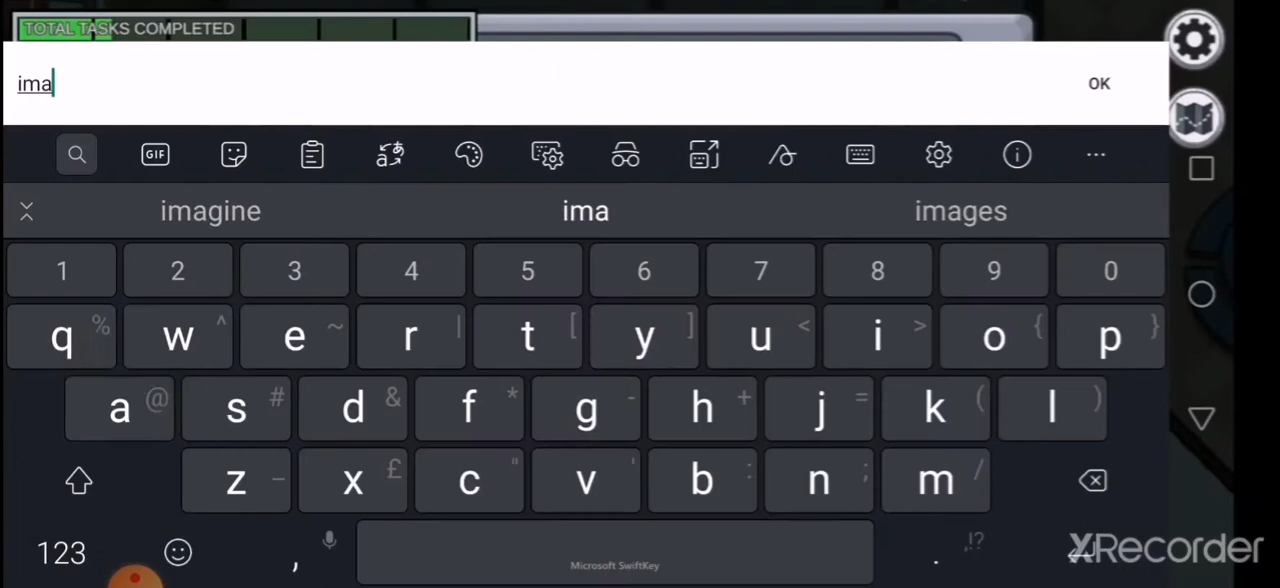 TOTAL TASKS COMPLETED
ima
OK
GIF
imagine ima images
1 2 3 4 5 6 7 8 9 0
q % w ^ e ~ r | t [ y ] u < i > o { p }
a @ s # d & f * g - h + j = k ( l )
z _ x £ c " v ' b : n ; m /
123 , Microsoft SwiftKey . ,!?
XRecorder